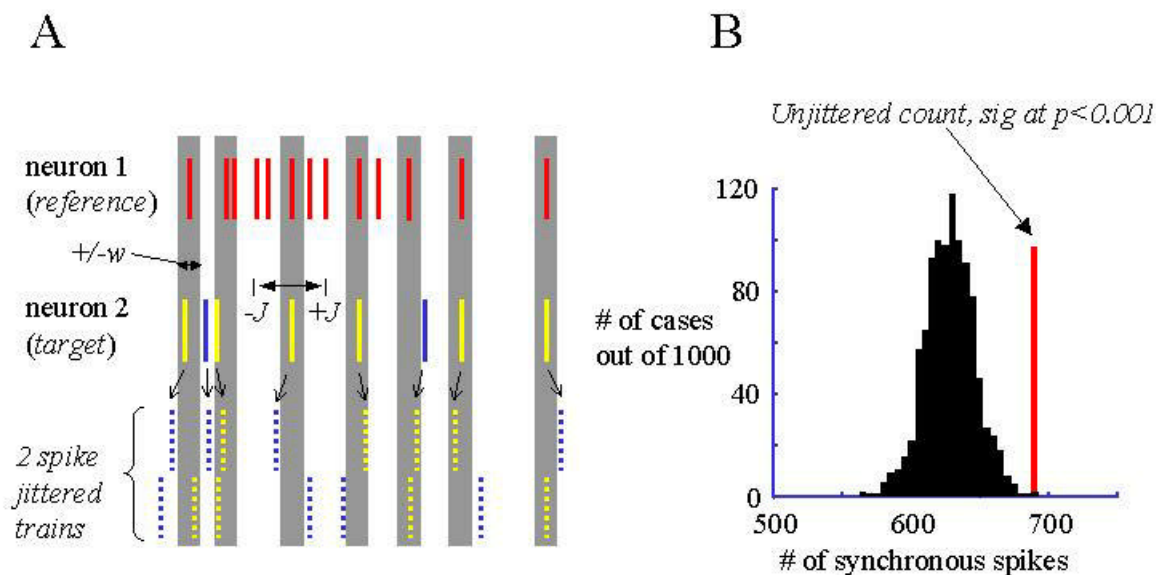 A
neuron 1
(reference)
+/-w
neuron 2
(target)
-J +J
2 spike
jittered
trains
B
Unjittered count, sig at p<0.001
120
80
# of cases
out of 1000
40
0
500 600 700
# of synchronous spikes